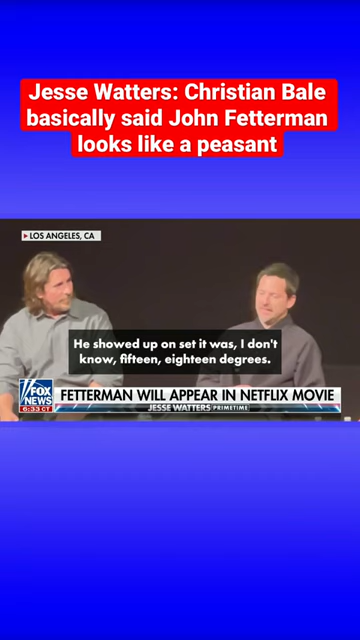 Jesse Watters: Christian Bale
basically said John Fetterman
looks like a peasant
LOS ANGELES, CA
He showed up on set it was, I don't
know, fifteen, eighteen degrees.
FOX
NEWS
6:33 CT
FETTERMAN WILL APPEAR IN NETFLIX MOVIE
JESSE WATTERS PRIMETIME